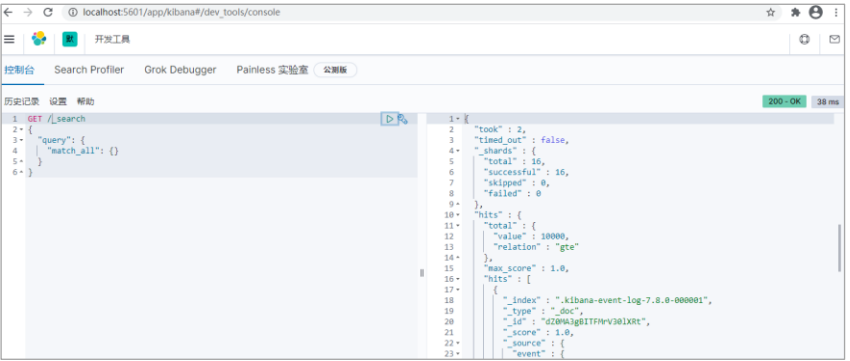 localhost:5601/app/kibana#/dev_tools/console
默 开发工具
控制台 Search Profiler Grok Debugger Painless 实验室 公测版
历史记录 设置 帮助 200 - OK 38 ms
1 GET /_search
2 {
3 "query": {
4 "match_all": {}
5 }
6 }
1 {
2 "took" : 2,
3 "timed_out" : false,
4 "_shards" : {
5 "total" : 16,
6 "successful" : 16,
7 "skipped" : 0,
8 "failed" : 0
9 },
10 "hits" : {
11 "total" : {
12 "value" : 10000,
13 "relation" : "gte"
14 },
15 "max_score" : 1.0,
16 "hits" : [
17 {
18 "_index" : ".kibana-event-log-7.8.0-000001",
19 "_type" : "_doc",
20 "_id" : "dZ0MA3gBITFMrV30lXRt",
21 "_score" : 1.0,
22 "_source" : {
23 "event" : {